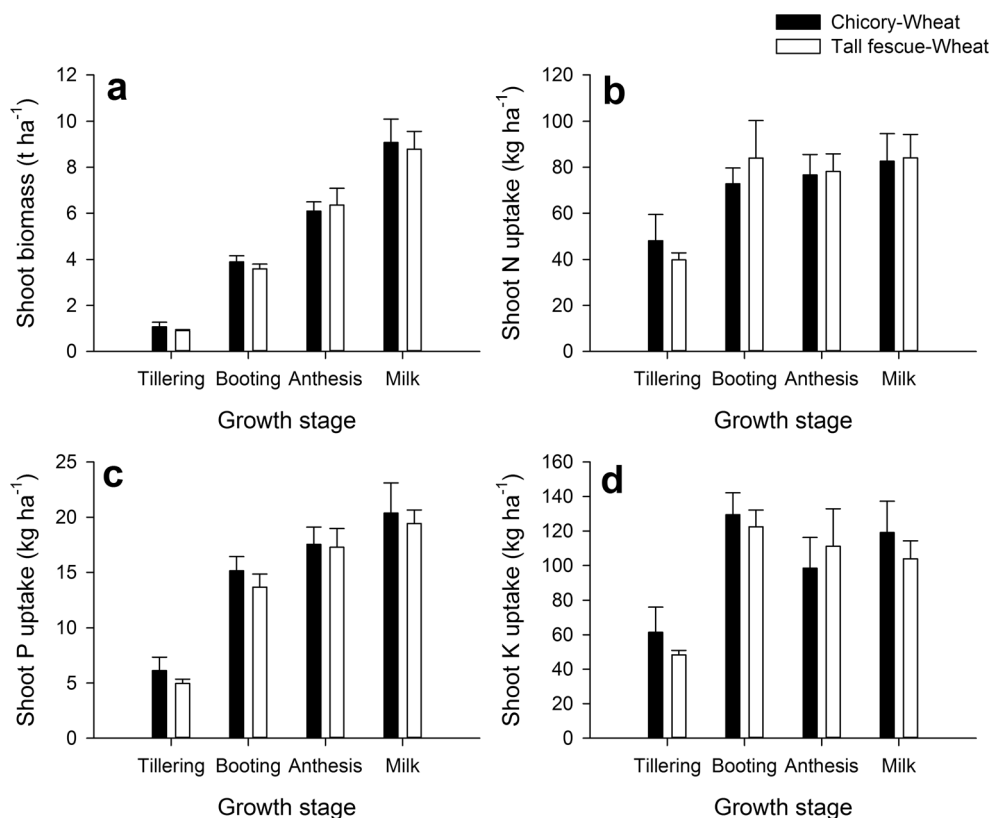 Chicory-Wheat
Tall fescue-Wheat
a
Shoot biomass (t ha⁻¹)
12
10
8
6
4
2
0
Tillering Booting Anthesis Milk
Growth stage
b
Shoot N uptake (kg ha⁻¹)
120
100
80
60
40
20
0
Tillering Booting Anthesis Milk
Growth stage
c
Shoot P uptake (kg ha⁻¹)
25
20
15
10
5
0
Tillering Booting Anthesis Milk
Growth stage
d
Shoot K uptake (kg ha⁻¹)
160
140
120
100
80
60
40
20
0
Tillering Booting Anthesis Milk
Growth stage